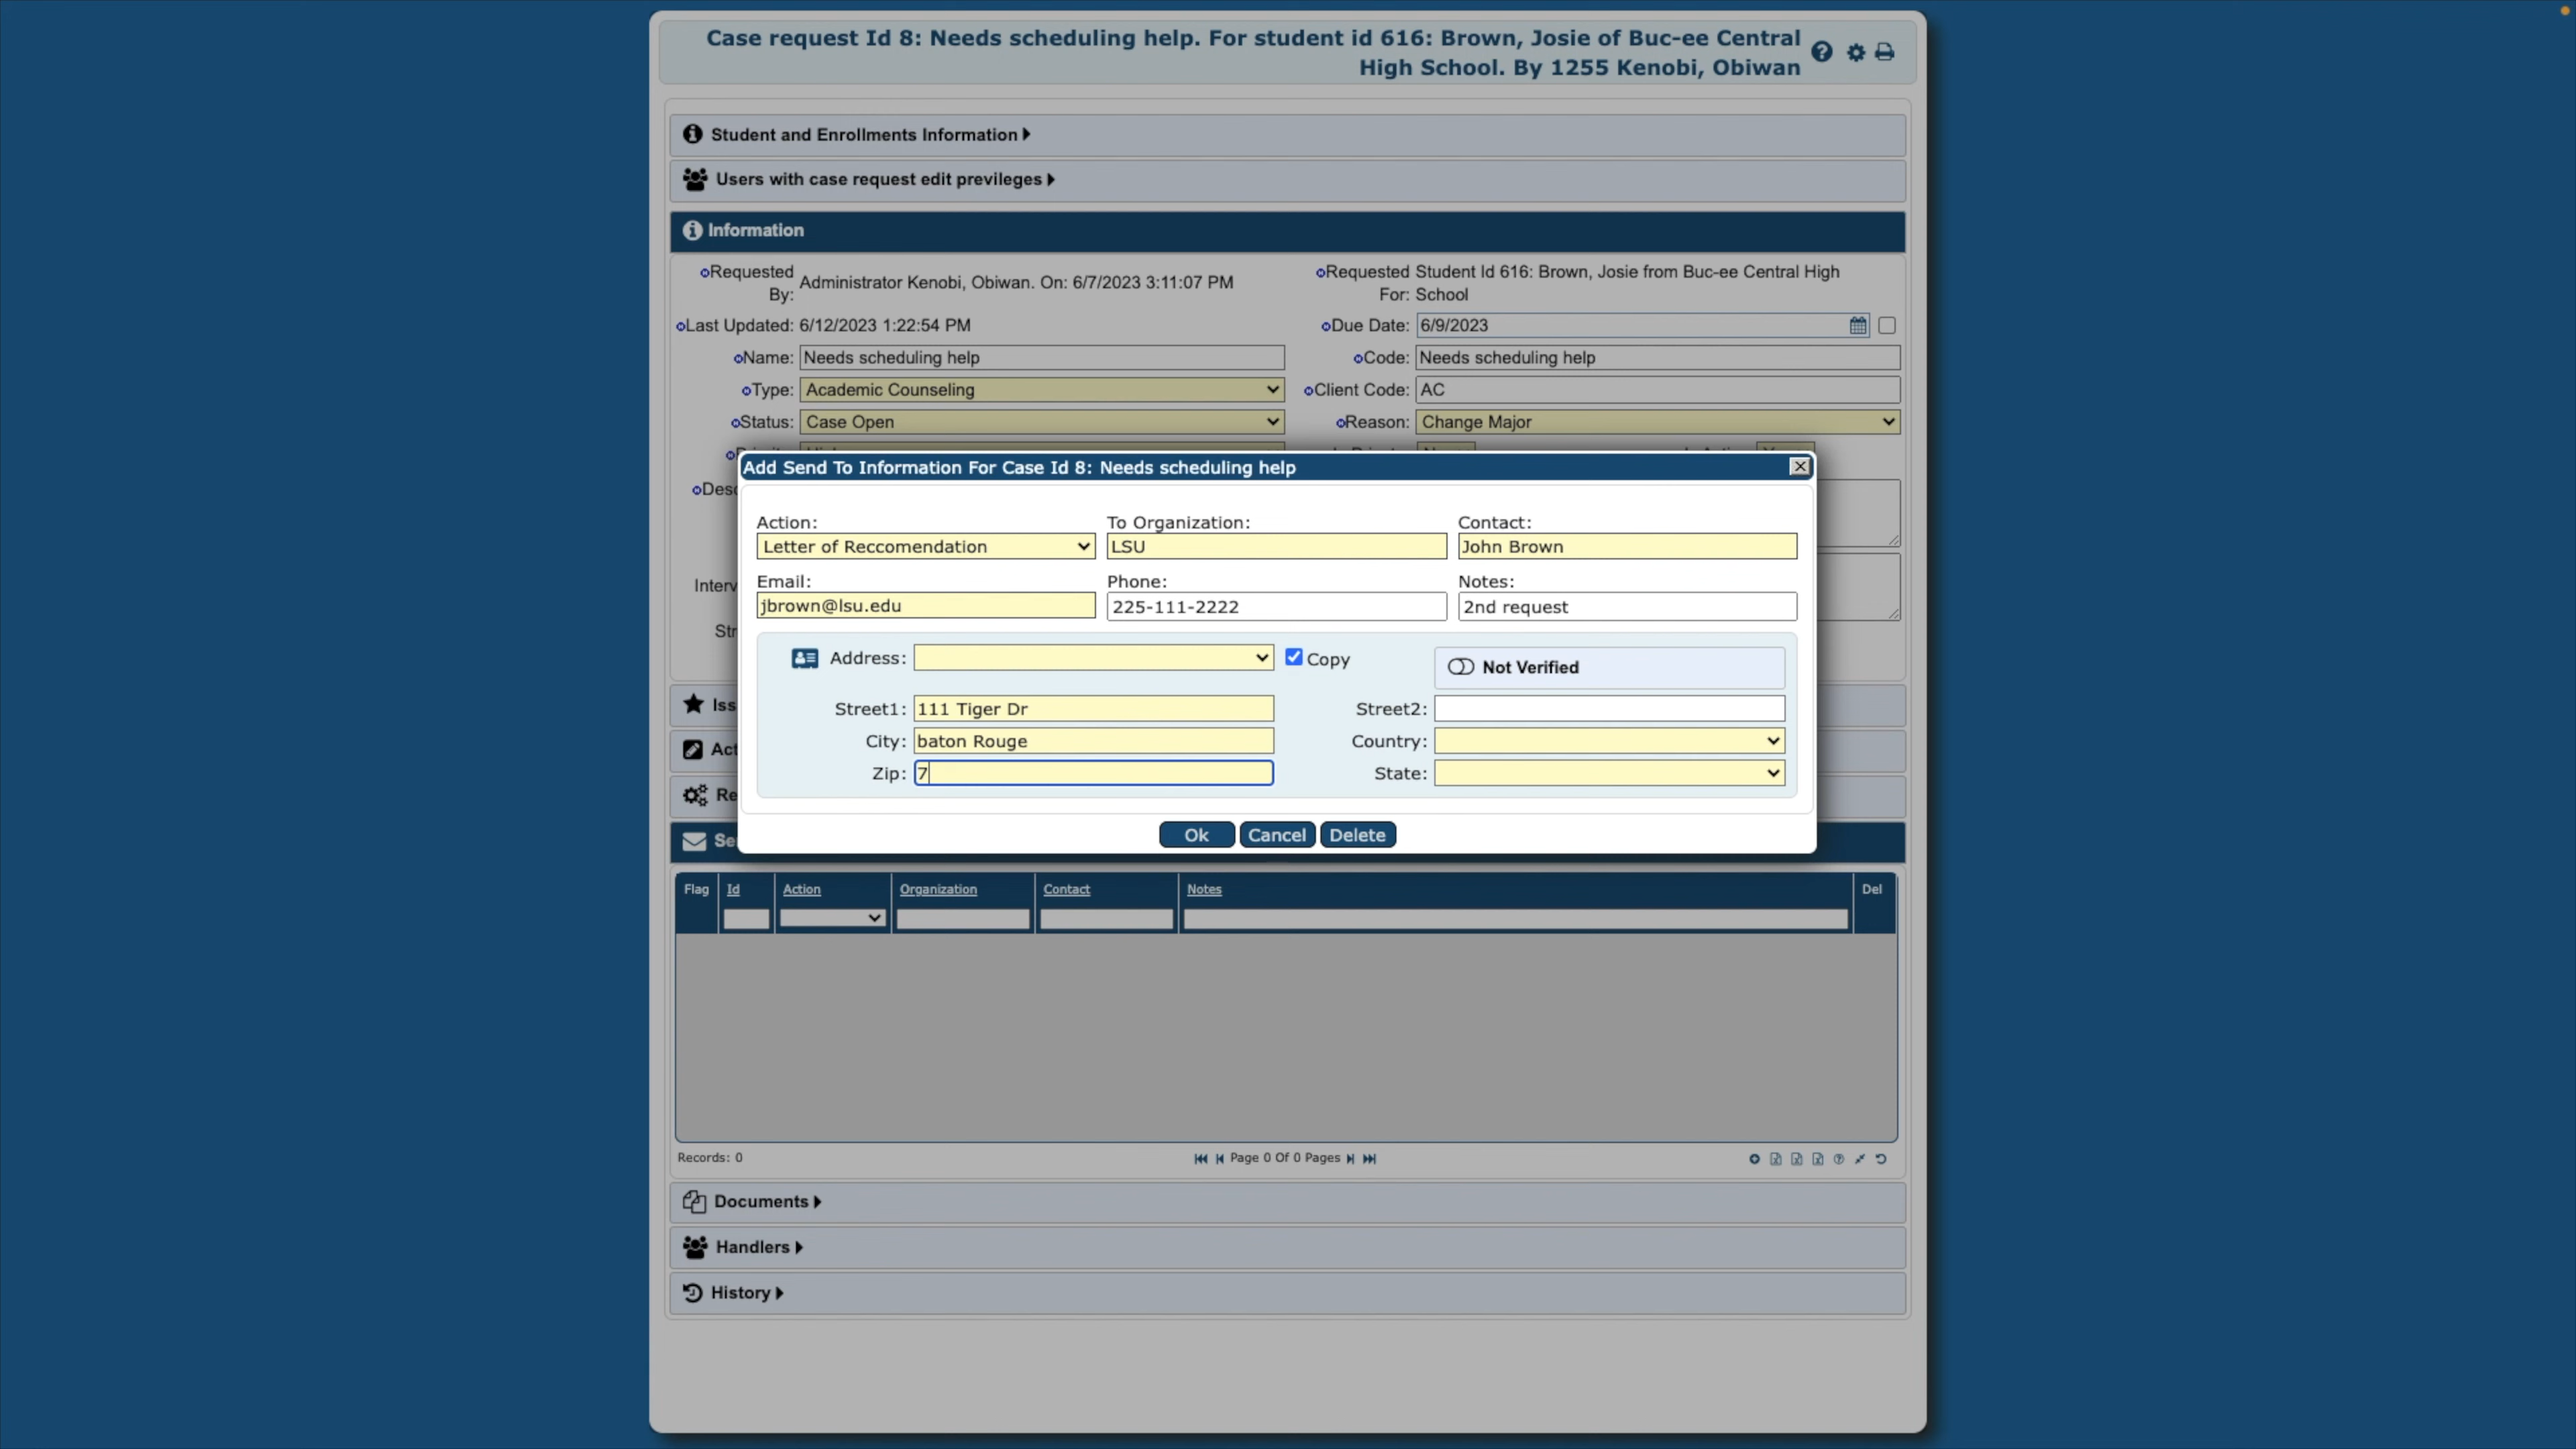 Case request Id 8: Needs scheduling help. For student id 616: Brown, Josie of Buc-ee Central
High School. By 1255 Kenobi, Obiwan
Student and Enrollments Information
Users with case request edit previleges
Information
Requested By: Administrator Kenobi, Obiwan. On: 6/7/2023 3:11:07 PM
Requested For: Student Id 616: Brown, Josie from Buc-ee Central High School
Last Updated: 6/12/2023 1:22:54 PM
Due Date: 6/9/2023
Name: Needs scheduling help
Code: Needs scheduling help
Type: Academic Counseling
Client Code: AC
Status: Case Open
Reason: Change Major
Desc
Interv
Str
Iss
Act
Re
Se
Add Send To Information For Case Id 8: Needs scheduling help
Action: To Organization: Contact:
Letter of Reccomendation LSU John Brown
Email: Phone: Notes:
jbrown@lsu.edu 225-111-2222 2nd request
Address: Copy Not Verified
Street1: 111 Tiger Dr Street2:
City: baton Rouge Country:
Zip: 7 State:
Ok Cancel Delete
Flag Id Action Organization Contact Notes Del
Records: 0 Page 0 Of 0 Pages
Documents
Handlers
History